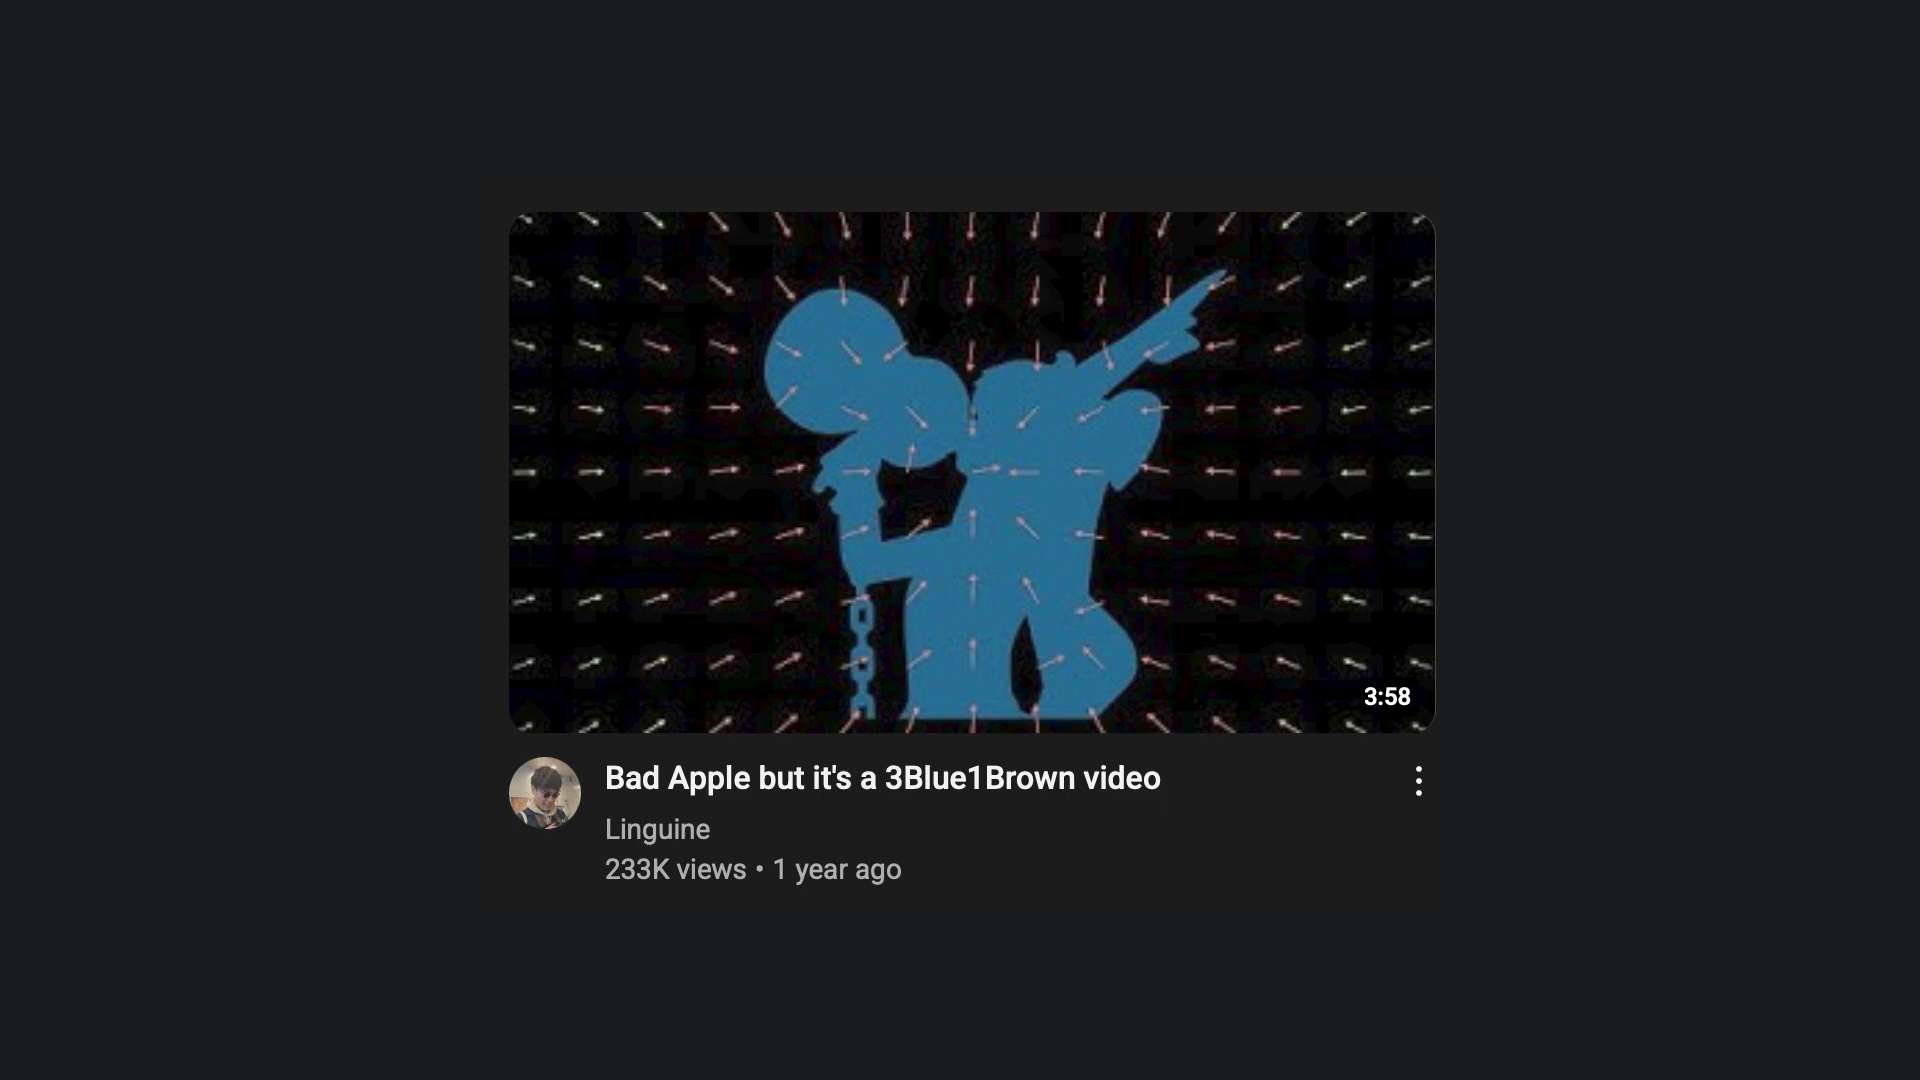 3:58
Bad Apple but it's a 3Blue1Brown video
Linguine
233K views • 1 year ago